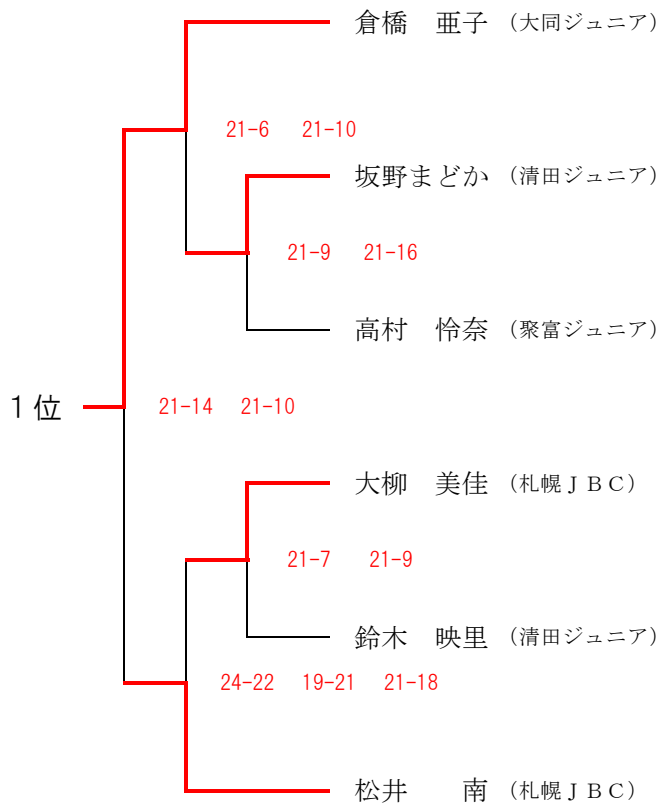 倉橋　亜子（大同ジュニア）
21-6　21-10
坂野まどか（清田ジュニア）
21-9　21-16
高村　怜奈（聚富ジュニア）
１位　21-14　21-10
大柳　美佳（札幌ＪＢＣ）
21-7　21-9
鈴木　映里（清田ジュニア）
24-22　19-21　21-18
松井　　南（札幌ＪＢＣ）